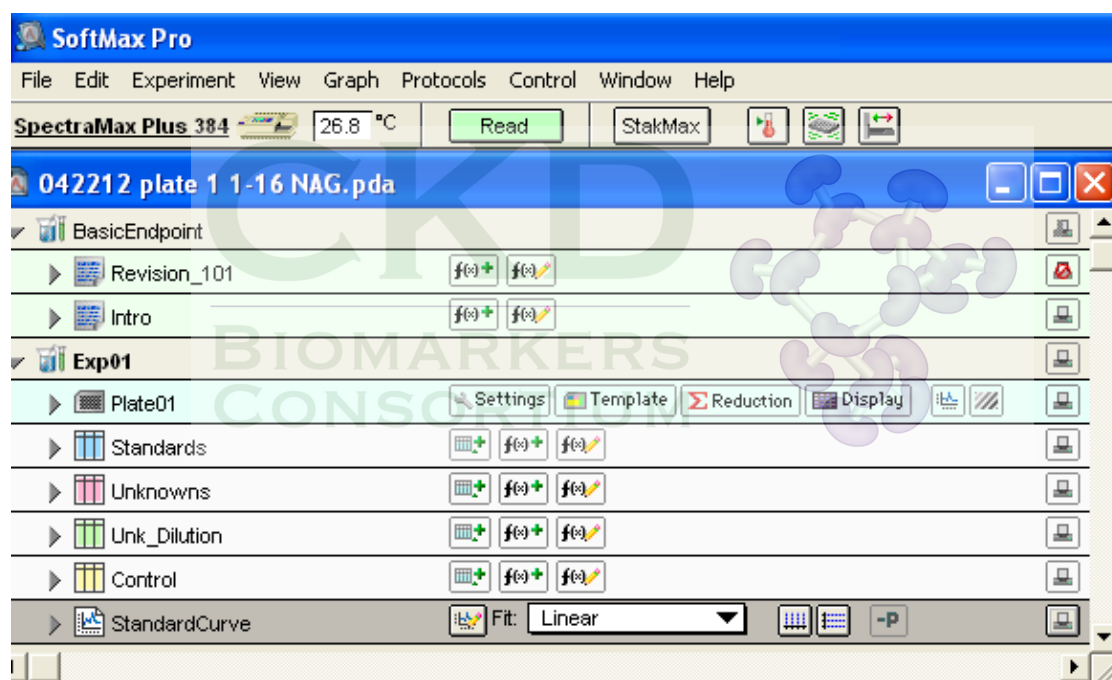 SoftMax Pro
File Edit Experiment View Graph Protocols Control Window Help
SpectraMax Plus 384 26.8 °C Read StakMax
042212 plate 1 1-16 NAG.pda
BasicEndpoint
Revision_101 f(x) f(x)
Intro f(x) f(x)
Exp01
Plate01 Settings Template Reduction Display
Standards f(x) f(x)
Unknowns f(x) f(x)
Unk_Dilution f(x) f(x)
Control f(x) f(x)
StandardCurve Fit: Linear -P
CKD
BIOMARKERS
CONSORTIUM